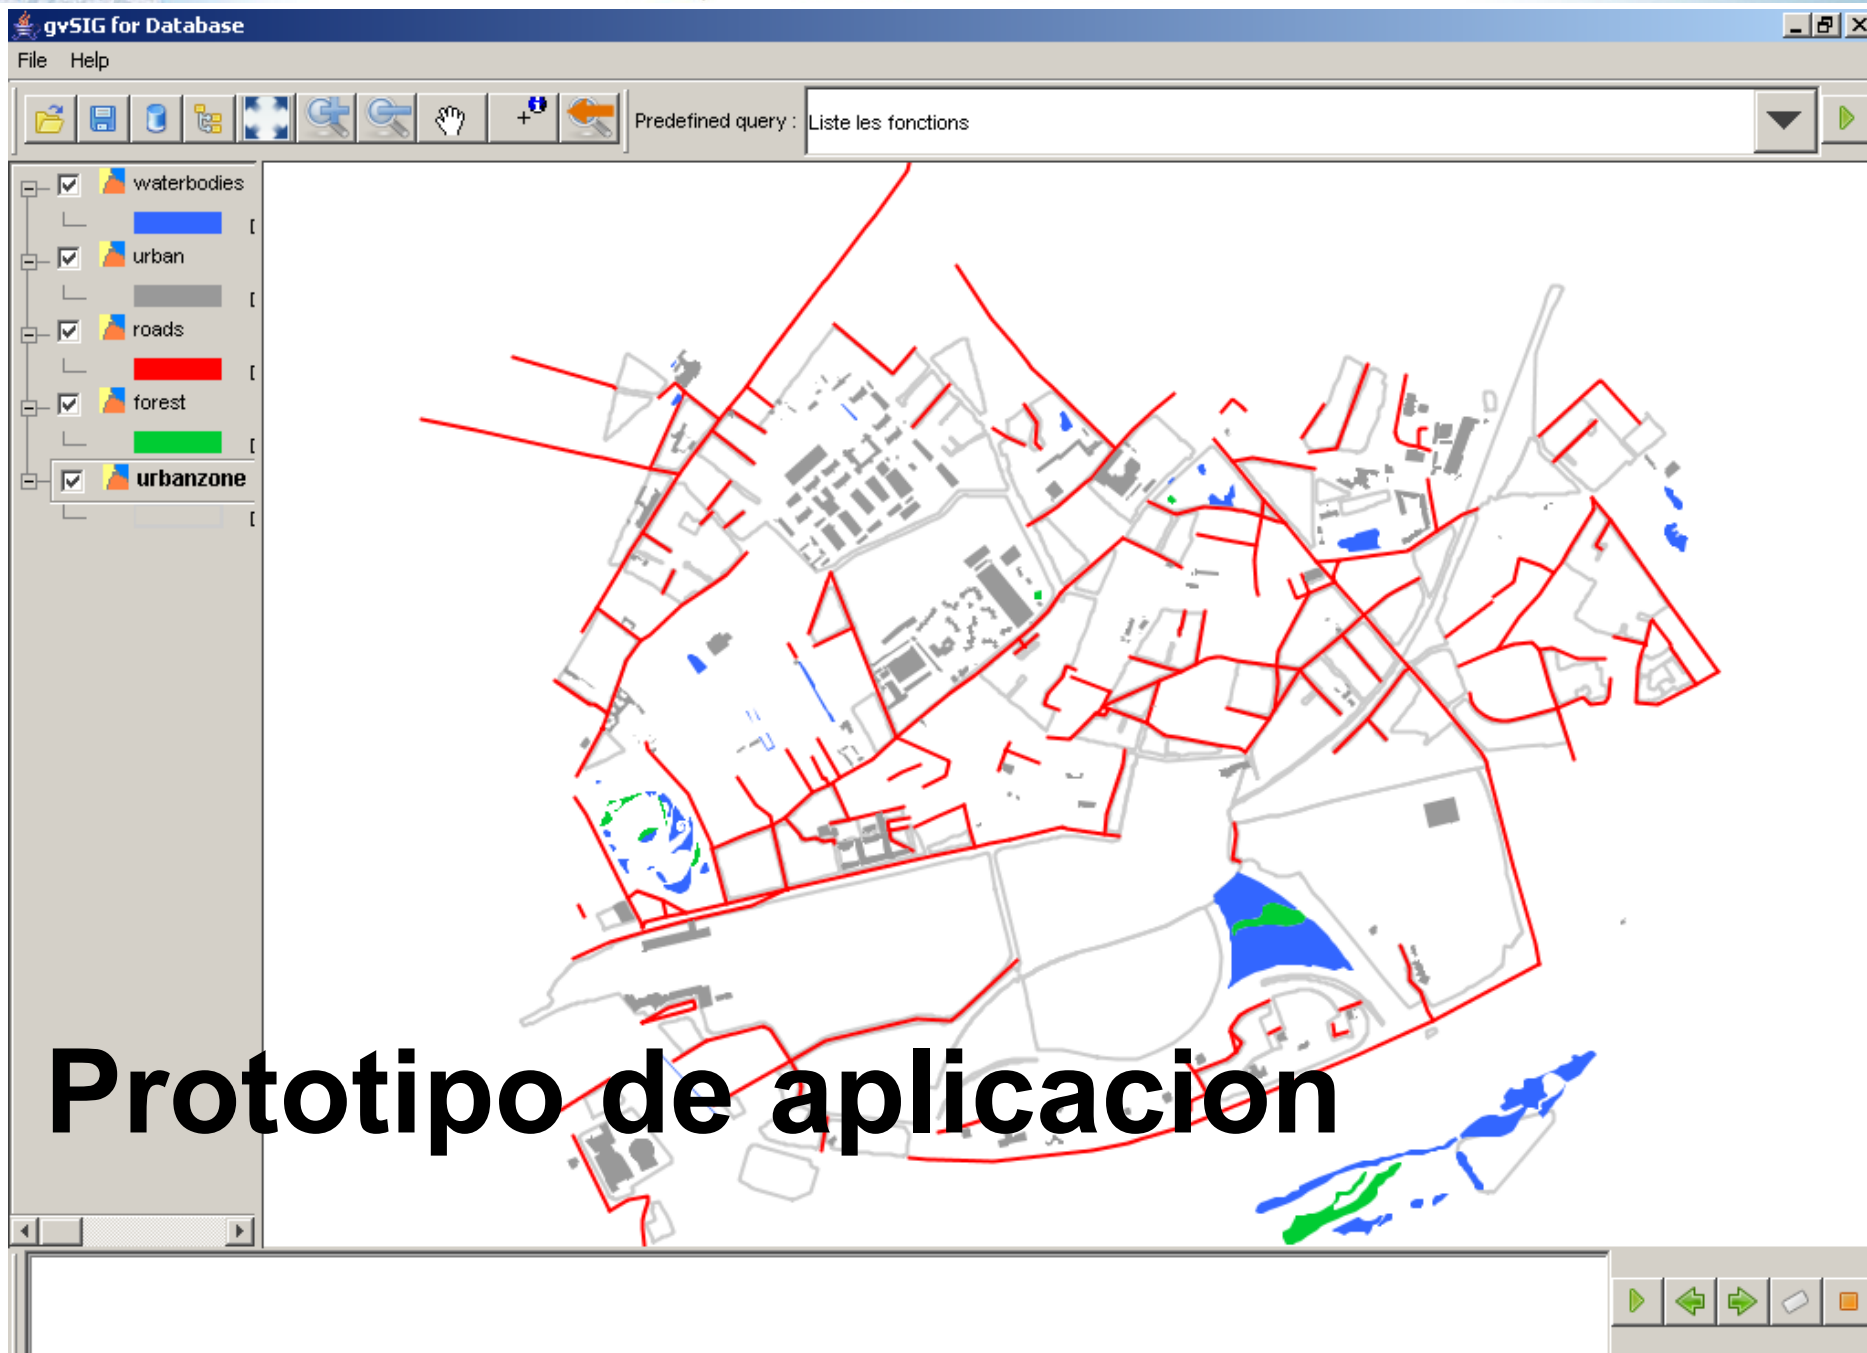 gvSIG for Database
File Help
Predefined query : Liste les fonctions
waterbodies
urban
roads
forest
urbanzone
Prototipo de aplicacion